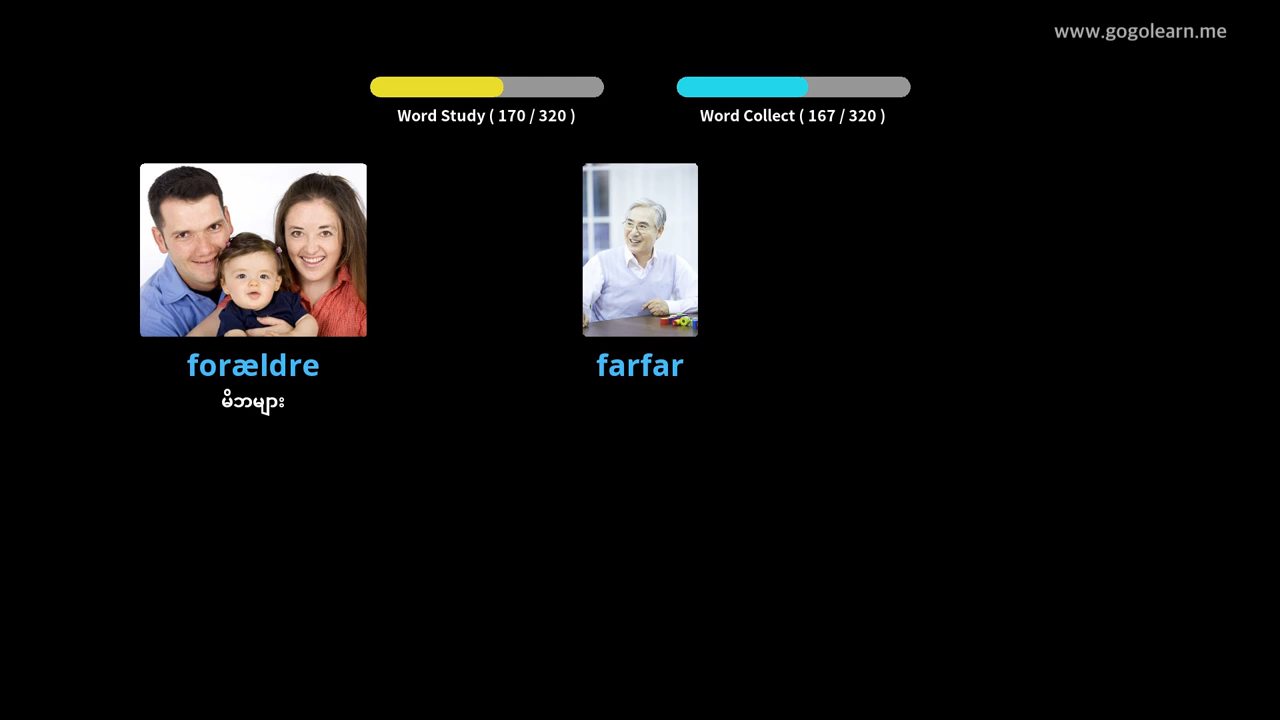 www.gogolearn.me
Word Study ( 170 / 320 )
Word Collect ( 167 / 320 )
forældre
မိဘများ
farfar